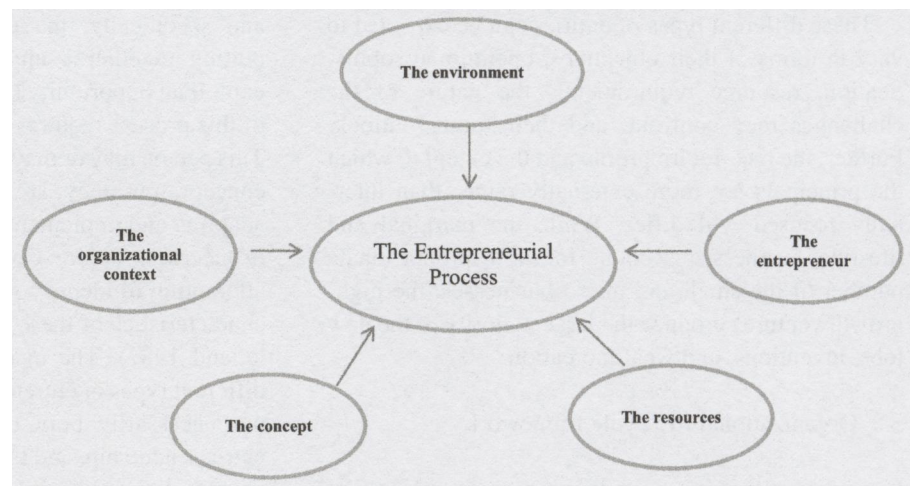 The environment
The
organizational
context
The Entrepreneurial
Process
The
entrepreneur
The concept
The resources